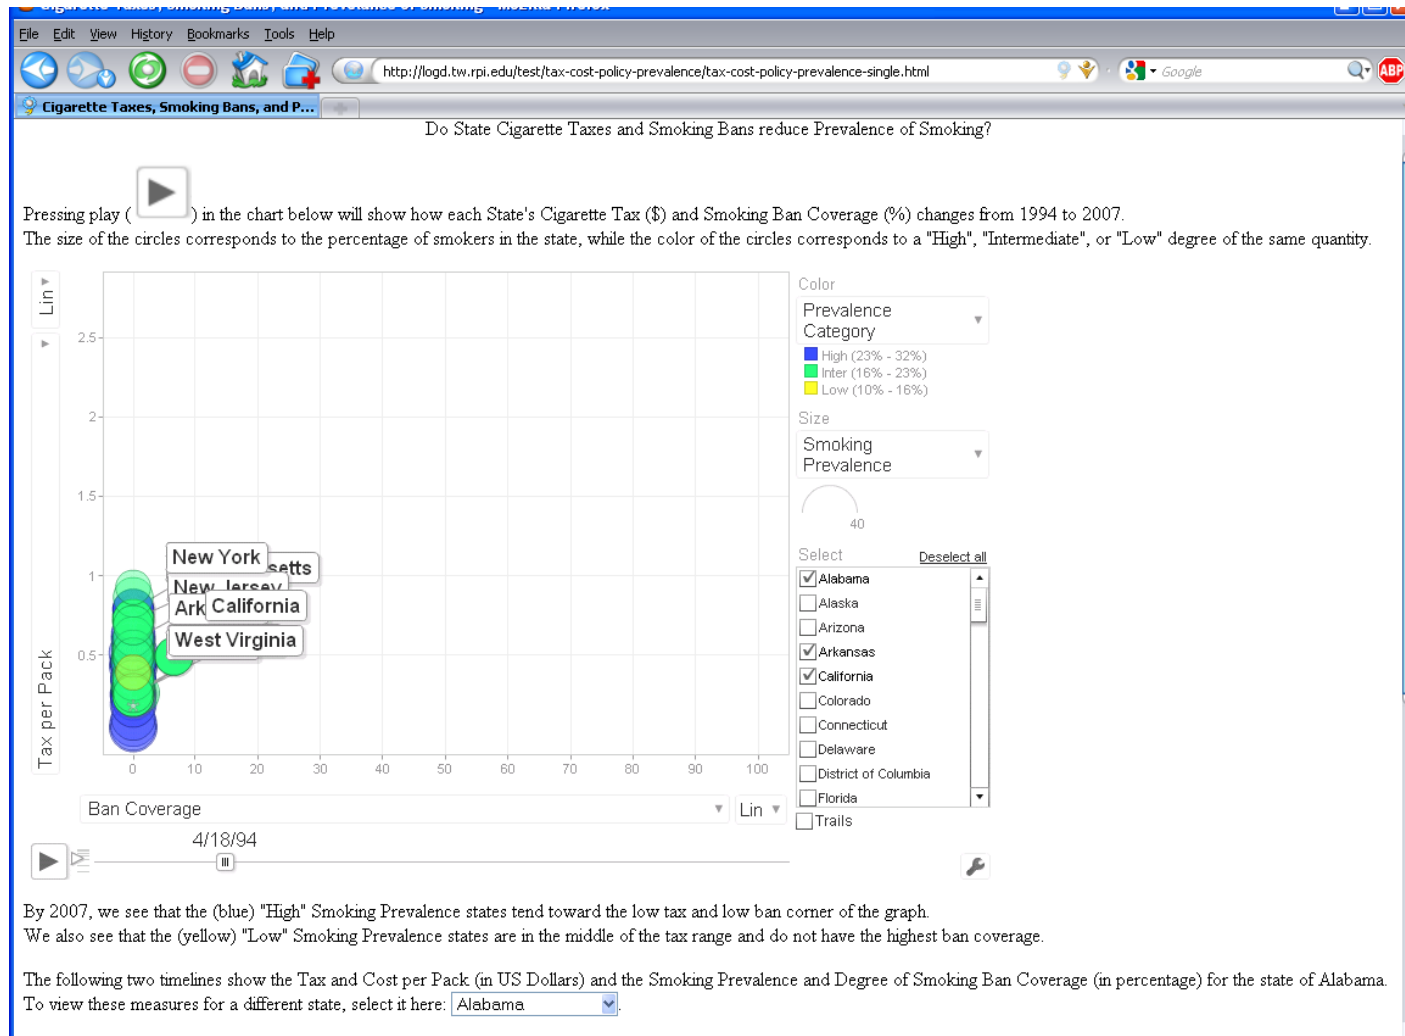 Cigarette Taxes, Smoking Bans, and Prevalence of Smoking - Mozilla Firefox
File Edit View History Bookmarks Tools Help
http://logd.tw.rpi.edu/test/tax-cost-policy-prevalence/tax-cost-policy-prevalence-single.html
Google
ABP
Cigarette Taxes, Smoking Bans, and P...
Do State Cigarette Taxes and Smoking Bans reduce Prevalence of Smoking?
Pressing play ( ) in the chart below will show how each State's Cigarette Tax ($) and Smoking Ban Coverage (%) changes from 1994 to 2007.
The size of the circles corresponds to the percentage of smokers in the state, while the color of the circles corresponds to a "High", "Intermediate", or "Low" degree of the same quantity.
Lin
2.5
2
1.5
1
0.5
Tax per Pack
New York
setts
New Jersey
Ark
California
West Virginia
0 10 20 30 40 50 60 70 80 90 100
Ban Coverage
Lin
4/18/94
Color
Prevalence
Category
High (23% - 32%)
Inter (16% - 23%)
Low (10% - 16%)
Size
Smoking
Prevalence
40
Select Deselect all
Alabama
Alaska
Arizona
Arkansas
California
Colorado
Connecticut
Delaware
District of Columbia
Florida
Trails
By 2007, we see that the (blue) "High" Smoking Prevalence states tend toward the low tax and low ban corner of the graph.
We also see that the (yellow) "Low" Smoking Prevalence states are in the middle of the tax range and do not have the highest ban coverage.
The following two timelines show the Tax and Cost per Pack (in US Dollars) and the Smoking Prevalence and Degree of Smoking Ban Coverage (in percentage) for the state of Alabama.
To view these measures for a different state, select it here: Alabama .